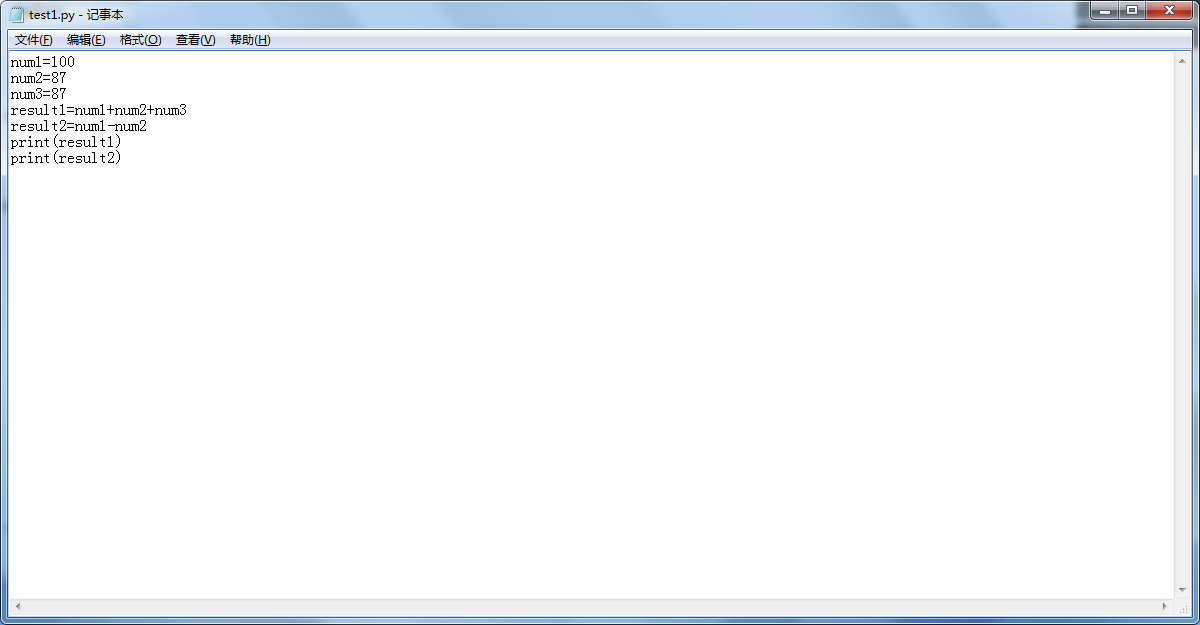 test1.py - 记事本
文件(F) 编辑(E) 格式(O) 查看(V) 帮助(H)
num1=100
num2=87
num3=87
result1=num1+num2+num3
result2=num1-num2
print(result1)
print(result2)